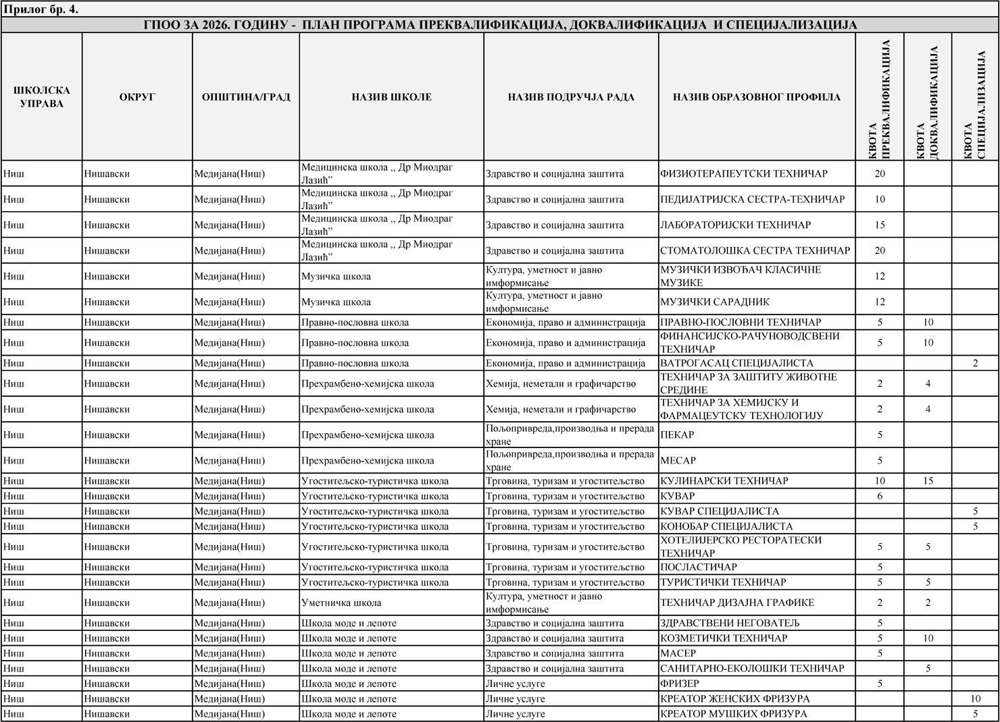 Прилог бр. 4.
ГПОО ЗА 2026. ГОДИНУ - ПЛАН ПРОГРАМА ПРЕКВАЛИФИКАЦИЈА, ДОКВАЛИФИКАЦИЈА И СПЕЦИЈАЛИЗАЦИЈА
ШКОЛСКА УПРАВА ОКРУГ ОПШТИНА/ГРАД НАЗИВ ШКОЛЕ НАЗИВ ПОДРУЧЈА РАДА НАЗИВ ОБРАЗОВНОГ ПРОФИЛА КВОТА ПРЕКВАЛИФИКАЦИЈА КВОТА ДОКВАЛИФИКАЦИЈА КВОТА СПЕЦИЈАЛИЗАЦИЈА
Ниш Нишавски Медијана(Ниш) Медицинска школа ,, Др Миодраг Лазић” Здравство и социјална заштита ФИЗИОТЕРАПЕУТСКИ ТЕХНИЧАР 20
Ниш Нишавски Медијана(Ниш) Медицинска школа ,, Др Миодраг Лазић” Здравство и социјална заштита ПЕДИЈАТРИЈСКА СЕСТРА-ТЕХНИЧАР 10
Ниш Нишавски Медијана(Ниш) Медицинска школа ,, Др Миодраг Лазић” Здравство и социјална заштита ЛАБОРАТОРИЈСКИ ТЕХНИЧАР 15
Ниш Нишавски Медијана(Ниш) Медицинска школа ,, Др Миодраг Лазић” Здравство и социјална заштита СТОМАТОЛОШКА СЕСТРА ТЕХНИЧАР 20
Ниш Нишавски Медијана(Ниш) Музичка школа Култура, уметност и јавно имформисање МУЗИЧКИ ИЗВОЂАЧ КЛАСИЧНЕ МУЗИКЕ 12
Ниш Нишавски Медијана(Ниш) Музичка школа Култура, уметност и јавно имформисање МУЗИЧКИ САРАДНИК 12
Ниш Нишавски Медијана(Ниш) Правно-пословна школа Економија, право и администрација ПРАВНО-ПОСЛОВНИ ТЕХНИЧАР 5 10
Ниш Нишавски Медијана(Ниш) Правно-пословна школа Економија, право и администрација ФИНАНСИЈСКО-РАЧУНОВОДСВЕНИ ТЕХНИЧАР 5 10
Ниш Нишавски Медијана(Ниш) Правно-пословна школа Економија, право и администрација ВАТРОГАСАЦ СПЕЦИЈАЛИСТА 2
Ниш Нишавски Медијана(Ниш) Прехрамбено-хемијска школа Хемија, неметали и графичарство ТЕХНИЧАР ЗА ЗАШТИТУ ЖИВОТНЕ СРЕДИНЕ 2 4
Ниш Нишавски Медијана(Ниш) Прехрамбено-хемијска школа Хемија, неметали и графичарство ТЕХНИЧАР ЗА ХЕМИЈСКУ И ФАРМАЦЕУТСКУ ТЕХНОЛОГИЈУ 2 4
Ниш Нишавски Медијана(Ниш) Прехрамбено-хемијска школа Пољопривреда,производња и прерада хране ПЕКАР 5
Ниш Нишавски Медијана(Ниш) Прехрамбено-хемијска школа Пољопривреда,производња и прерада хране МЕСАР 5
Ниш Нишавски Медијана(Ниш) Угоститељско-туристичка школа Трговина, туризам и угоститељство КУЛИНАРСКИ ТЕХНИЧАР 10 15
Ниш Нишавски Медијана(Ниш) Угоститељско-туристичка школа Трговина, туризам и угоститељство КУВАР 6
Ниш Нишавски Медијана(Ниш) Угоститељско-туристичка школа Трговина, туризам и угоститељство КУВАР СПЕЦИЈАЛИСТА 5
Ниш Нишавски Медијана(Ниш) Угоститељско-туристичка школа Трговина, туризам и угоститељство КОНОБАР СПЕЦИЈАЛИСТА 5
Ниш Нишавски Медијана(Ниш) Угоститељско-туристичка школа Трговина, туризам и угоститељство ХОТЕЛИЈЕРСКО РЕСТОРАТЕСКИ ТЕХНИЧАР 5 5
Ниш Нишавски Медијана(Ниш) Угоститељско-туристичка школа Трговина, туризам и угоститељство ПОСЛАСТИЧАР 5
Ниш Нишавски Медијана(Ниш) Угоститељско-туристичка школа Трговина, туризам и угоститељство ТУРИСТИЧКИ ТЕХНИЧАР 5 5
Ниш Нишавски Медијана(Ниш) Уметничка школа Култура, уметност и јавно имформисање ТЕХНИЧАР ДИЗАЈНА ГРАФИКЕ 2 2
Ниш Нишавски Медијана(Ниш) Школа моде и лепоте Здравство и социјална заштита ЗДРАВСТВЕНИ НЕГОВАТЕЉ 5
Ниш Нишавски Медијана(Ниш) Школа моде и лепоте Здравство и социјална заштита КОЗМЕТИЧКИ ТЕХНИЧАР 5 10
Ниш Нишавски Медијана(Ниш) Школа моде и лепоте Здравство и социјална заштита МАСЕР 5
Ниш Нишавски Медијана(Ниш) Школа моде и лепоте Здравство и социјална заштита САНИТАРНО-ЕКОЛОШКИ ТЕХНИЧАР 5
Ниш Нишавски Медијана(Ниш) Школа моде и лепоте Личне услуге ФРИЗЕР 5
Ниш Нишавски Медијана(Ниш) Школа моде и лепоте Личне услуге КРЕАТОР ЖЕНСКИХ ФРИЗУРА 10
Ниш Нишавски Медијана(Ниш) Школа моде и лепоте Личне услуге КРЕАТОР МУШКИХ ФРИЗУРА 5